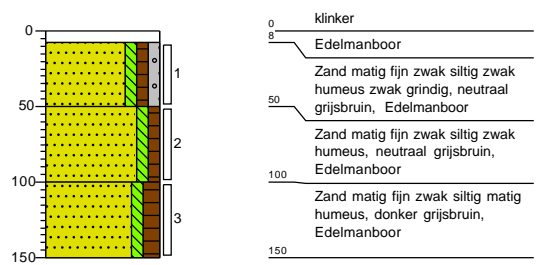 0
50
100
150
1
2
3
0
klinker
8
Edelmanboor
Zand matig fijn zwak siltig zwak
humeus zwak grindig, neutraal
50
grijsbruin, Edelmanboor
Zand matig fijn zwak siltig zwak
humeus, neutraal grijsbruin,
Edelmanboor
100
Zand matig fijn zwak siltig matig
humeus, donker grijsbruin,
Edelmanboor
150